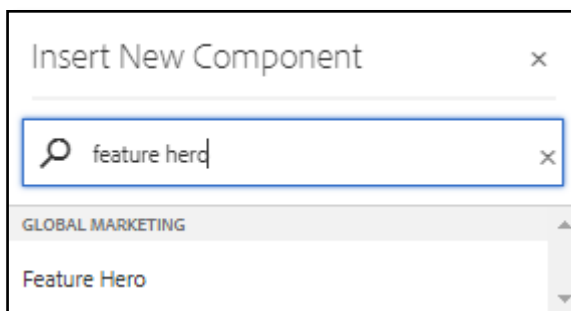 Insert New Component
feature hero
GLOBAL MARKETING
Feature Hero